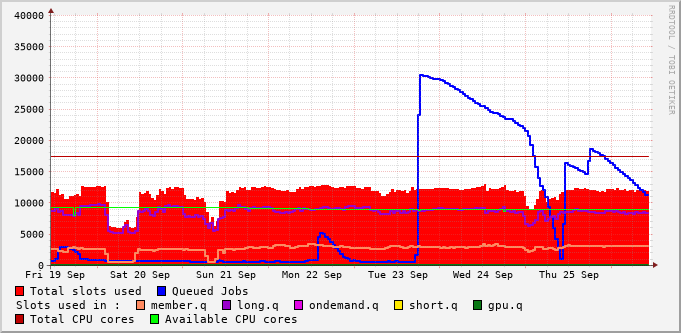 RRDTOOL / TOBI OETIKER
40000
35000
30000
25000
20000
15000
10000
5000
0
Fri 19 Sep Sat 20 Sep Sun 21 Sep Mon 22 Sep Tue 23 Sep Wed 24 Sep Thu 25 Sep
Total slots used Queued Jobs
Slots used in : member.q long.q ondemand.q short.q gpu.q
Total CPU cores Available CPU cores